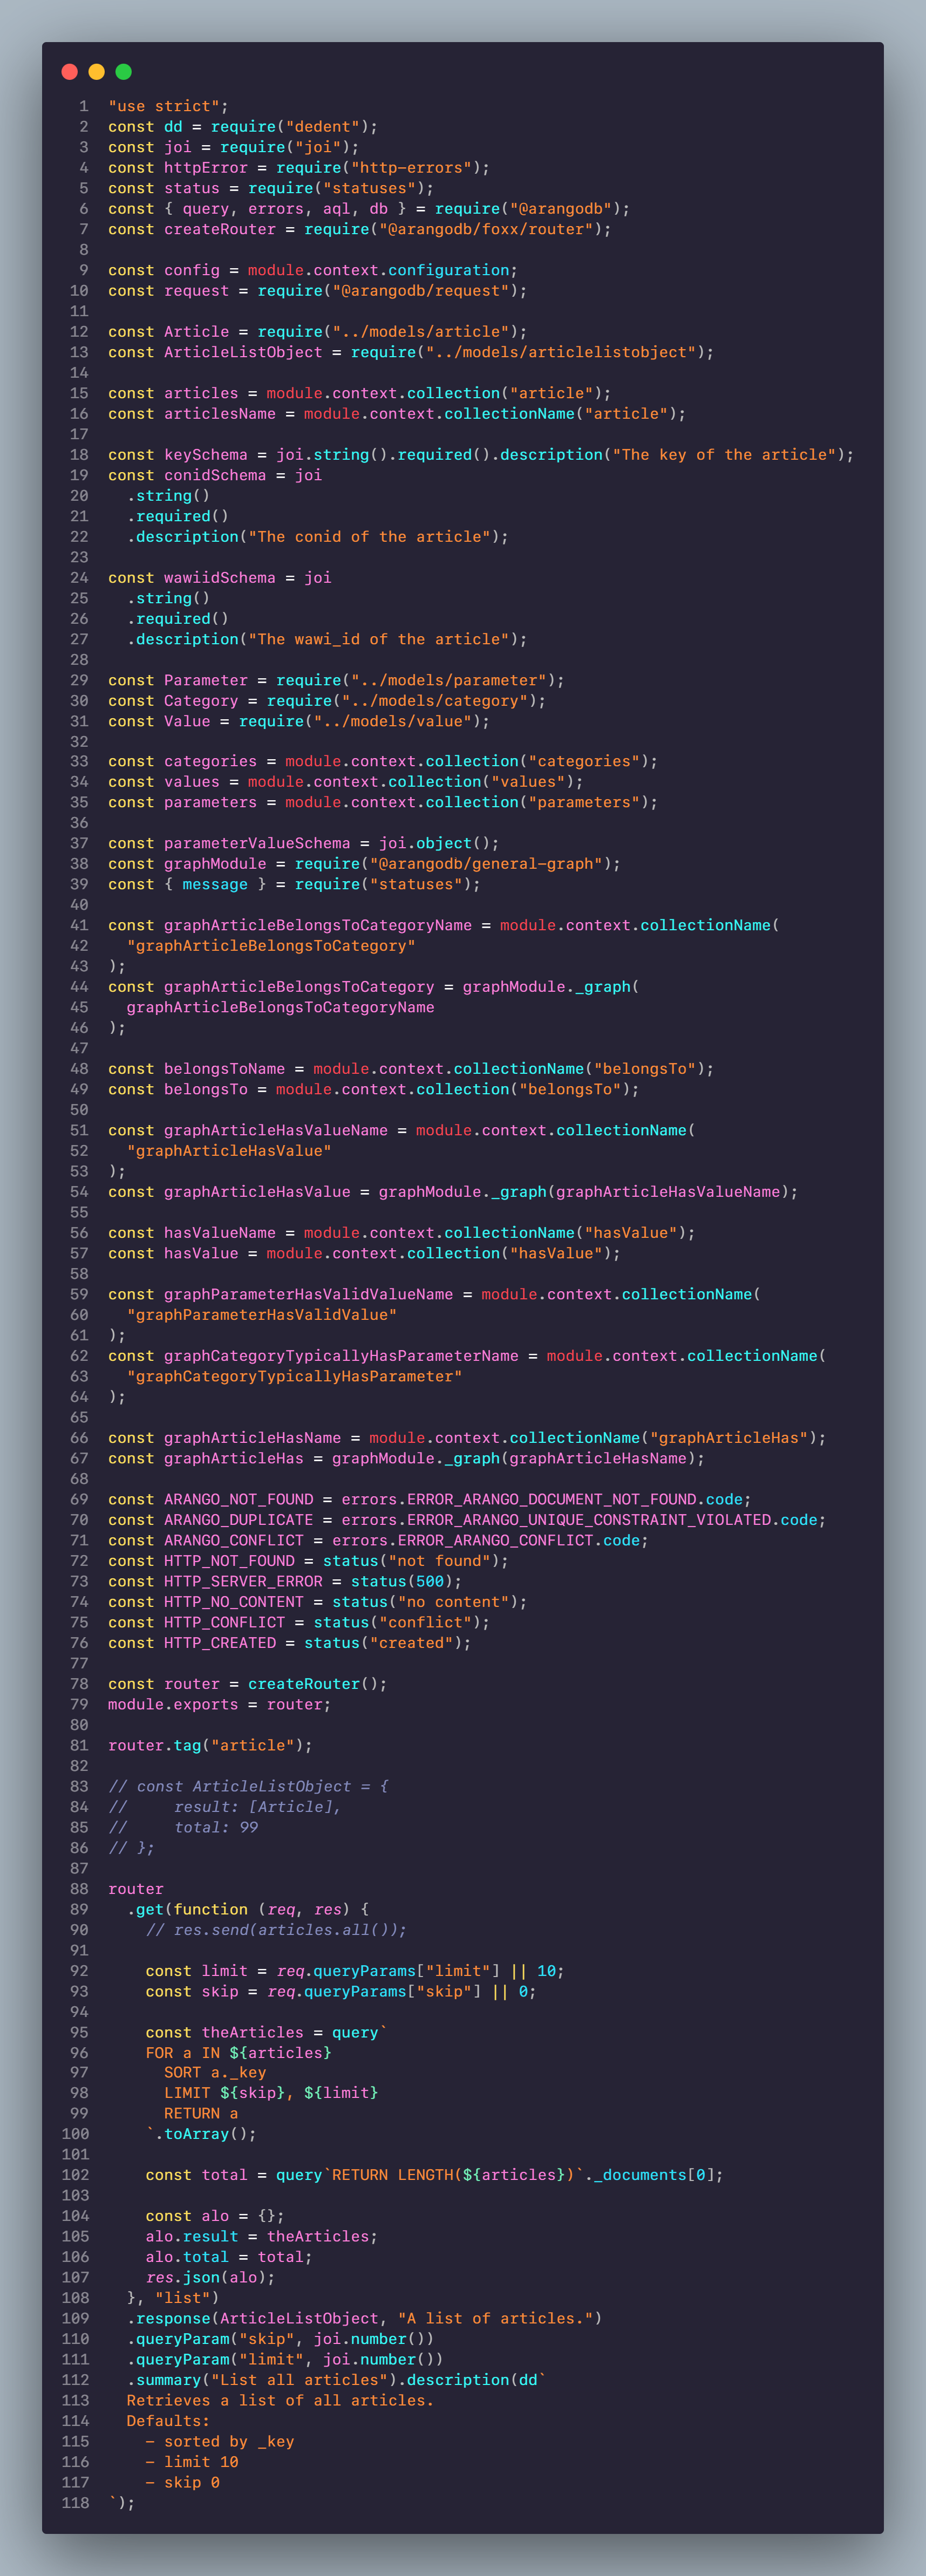 1 "use strict";
2 const dd = require("dedent");
3 const joi = require("joi");
4 const httpError = require("http-errors");
5 const status = require("statuses");
6 const { query, errors, aql, db } = require("@arangodb");
7 const createRouter = require("@arangodb/foxx/router");
8
9 const config = module.context.configuration;
10 const request = require("@arangodb/request");
11
12 const Article = require("../models/article");
13 const ArticleListObject = require("../models/articlelistobject");
14
15 const articles = module.context.collection("article");
16 const articlesName = module.context.collectionName("article");
17
18 const keySchema = joi.string().required().description("The key of the article");
19 const conidSchema = joi
20   .string()
21   .required()
22   .description("The conid of the article");
23
24 const wawiidSchema = joi
25   .string()
26   .required()
27   .description("The wawi_id of the article");
28
29 const Parameter = require("../models/parameter");
30 const Category = require("../models/category");
31 const Value = require("../models/value");
32
33 const categories = module.context.collection("categories");
34 const values = module.context.collection("values");
35 const parameters = module.context.collection("parameters");
36
37 const parameterValueSchema = joi.object();
38 const graphModule = require("@arangodb/general-graph");
39 const { message } = require("statuses");
40
41 const graphArticleBelongsToCategoryName = module.context.collectionName(
42   "graphArticleBelongsToCategory"
43 );
44 const graphArticleBelongsToCategory = graphModule._graph(
45   graphArticleBelongsToCategoryName
46 );
47
48 const belongsToName = module.context.collectionName("belongsTo");
49 const belongsTo = module.context.collection("belongsTo");
50
51 const graphArticleHasValueName = module.context.collectionName(
52   "graphArticleHasValue"
53 );
54 const graphArticleHasValue = graphModule._graph(graphArticleHasValueName);
55
56 const hasValueName = module.context.collectionName("hasValue");
57 const hasValue = module.context.collection("hasValue");
58
59 const graphParameterHasValidValueName = module.context.collectionName(
60   "graphParameterHasValidValue"
61 );
62 const graphCategoryTypicallyHasParameterName = module.context.collectionName(
63   "graphCategoryTypicallyHasParameter"
64 );
65
66 const graphArticleHasName = module.context.collectionName("graphArticleHas");
67 const graphArticleHas = graphModule._graph(graphArticleHasName);
68
69 const ARANGO_NOT_FOUND = errors.ERROR_ARANGO_DOCUMENT_NOT_FOUND.code;
70 const ARANGO_DUPLICATE = errors.ERROR_ARANGO_UNIQUE_CONSTRAINT_VIOLATED.code;
71 const ARANGO_CONFLICT = errors.ERROR_ARANGO_CONFLICT.code;
72 const HTTP_NOT_FOUND = status("not found");
73 const HTTP_SERVER_ERROR = status(500);
74 const HTTP_NO_CONTENT = status("no content");
75 const HTTP_CONFLICT = status("conflict");
76 const HTTP_CREATED = status("created");
77
78 const router = createRouter();
79 module.exports = router;
80
81 router.tag("article");
82
83 // const ArticleListObject = {
84 //     result: [Article],
85 //     total: 99
86 // };
87
88 router
89   .get(function (req, res) {
90     // res.send(articles.all());
91
92     const limit = req.queryParams["limit"] || 10;
93     const skip = req.queryParams["skip"] || 0;
94
95     const theArticles = query`
96     FOR a IN ${articles}
97       SORT a._key
98       LIMIT ${skip}, ${limit}
99       RETURN a
100     `.toArray();
101
102     const total = query`RETURN LENGTH(${articles})`._documents[0];
103
104     const alo = {};
105     alo.result = theArticles;
106     alo.total = total;
107     res.json(alo);
108   }, "list")
109   .response(ArticleListObject, "A list of articles.")
110   .queryParam("skip", joi.number())
111   .queryParam("limit", joi.number())
112   .summary("List all articles").description(dd`
113   Retrieves a list of all articles.
114   Defaults:
115     – sorted by _key
116     – limit 10
117     – skip 0
118 `);